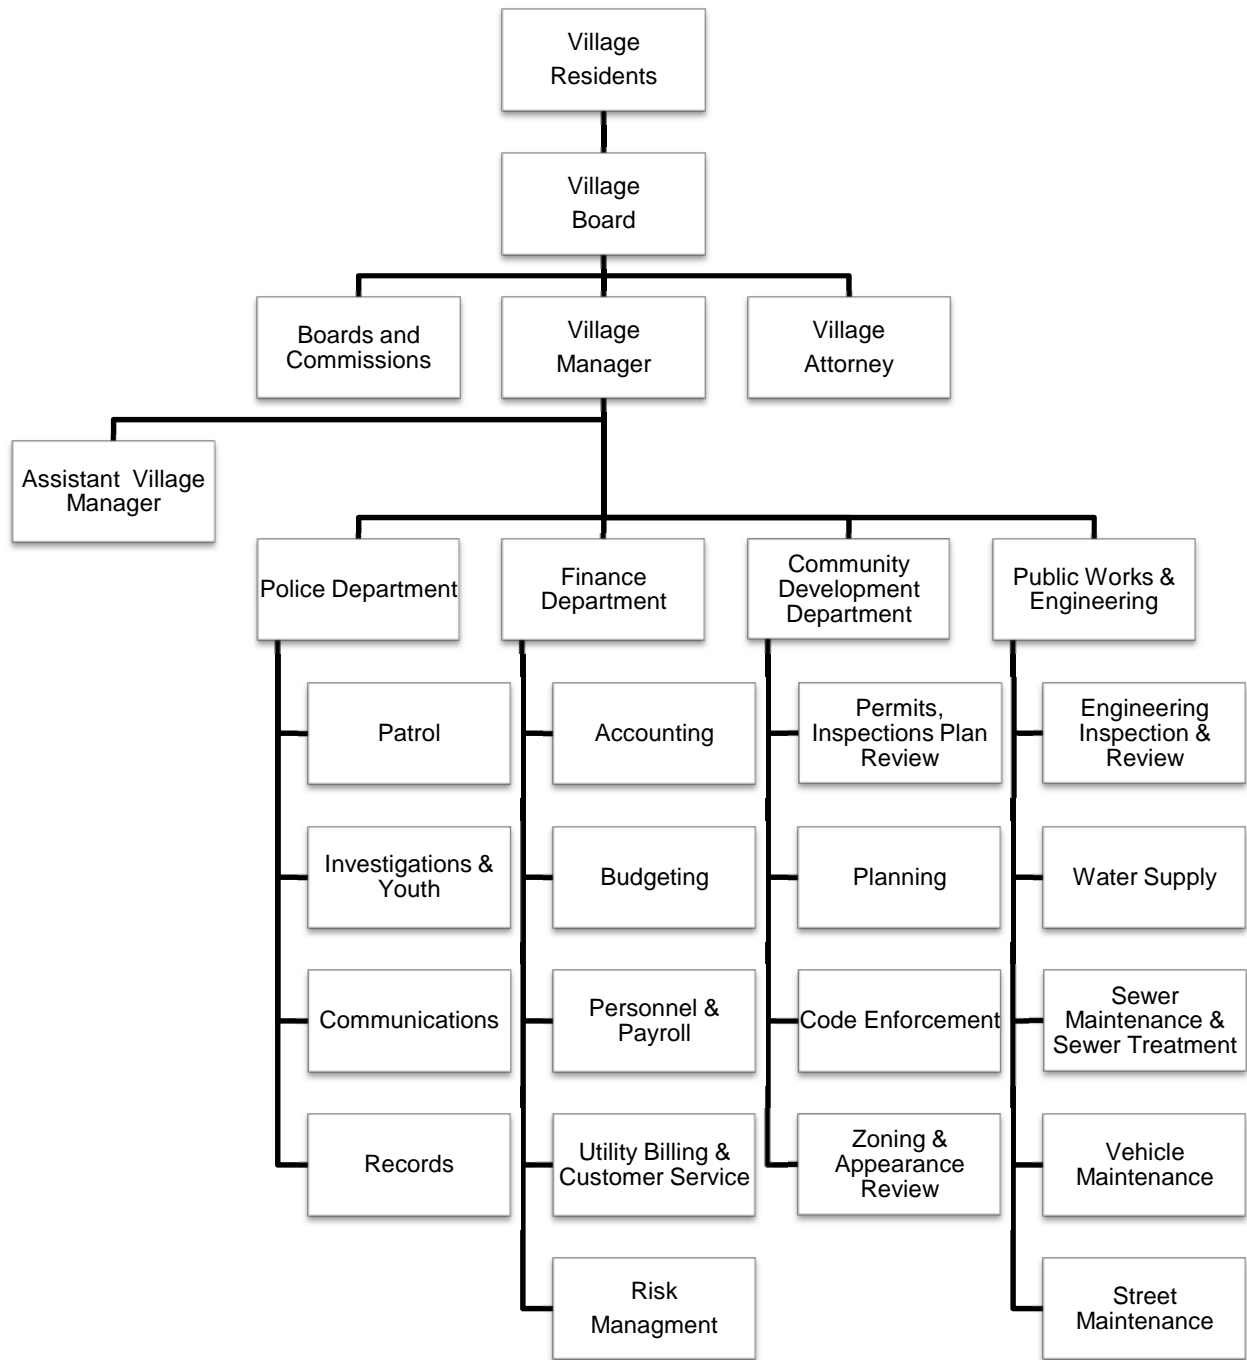 Village
Residents
Village
Board
Boards and
Commissions
Village
Manager
Village
Attorney
Assistant Village
Manager
Police Department
Finance
Department
Community
Development
Department
Public Works &
Engineering
Patrol
Accounting
Permits,
Inspections Plan
Review
Engineering
Inspection &
Review
Investigations &
Youth
Budgeting
Planning
Water Supply
Communications
Personnel &
Payroll
Code Enforcement
Sewer
Maintenance &
Sewer Treatment
Records
Utility Billing &
Customer Service
Zoning &
Appearance
Review
Vehicle
Maintenance
Risk
Managment
Street
Maintenance